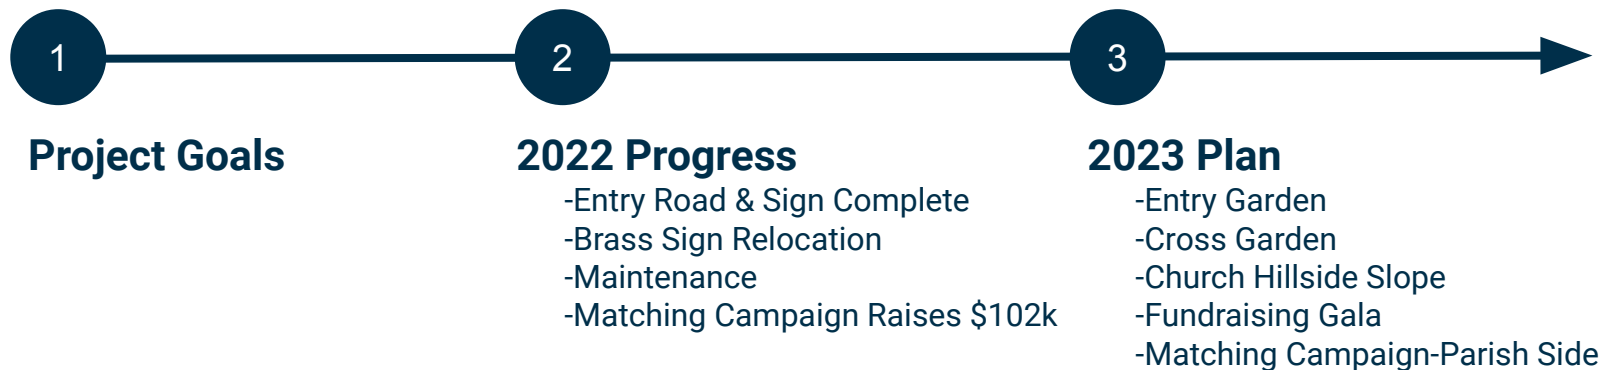 1
2
3
Project Goals
2022 Progress
-Entry Road & Sign Complete
-Brass Sign Relocation
-Maintenance
-Matching Campaign Raises $102k
2023 Plan
-Entry Garden
-Cross Garden
-Church Hillside Slope
-Fundraising Gala
-Matching Campaign-Parish Side